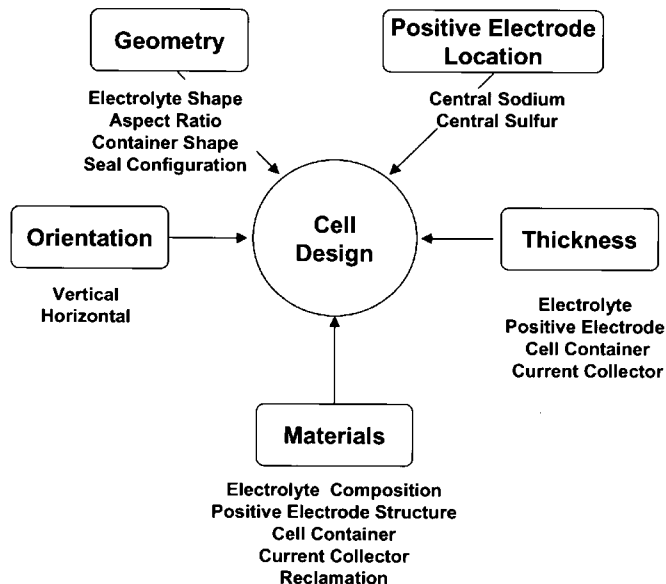 Geometry
Electrolyte Shape
Aspect Ratio
Container Shape
Seal Configuration
Positive Electrode
Location
Central Sodium
Central Sulfur
Orientation
Vertical
Horizontal
Cell
Design
Thickness
Electrolyte
Positive Electrode
Cell Container
Current Collector
Materials
Electrolyte Composition
Positive Electrode Structure
Cell Container
Current Collector
Reclamation